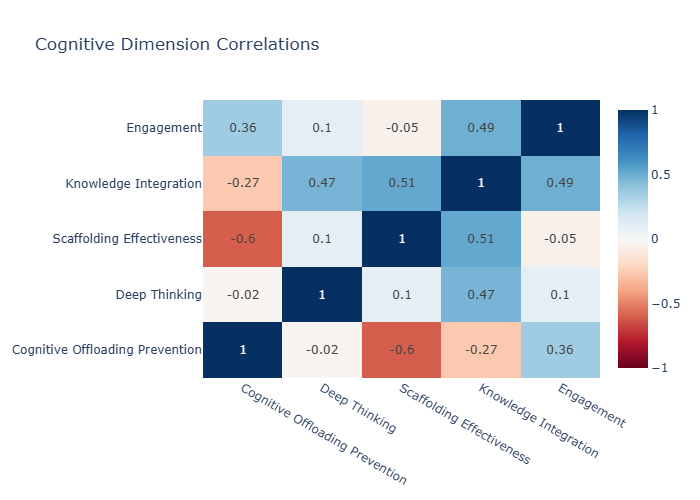 Cognitive Dimension Correlations
Engagement 0.36 0.1 −0.05 0.49 1
Knowledge Integration −0.27 0.47 0.51 1 0.49
Scaffolding Effectiveness −0.6 0.1 1 0.51 −0.05
Deep Thinking −0.02 1 0.1 0.47 0.1
Cognitive Offloading Prevention 1 −0.02 −0.6 −0.27 0.36
Cognitive Offloading Prevention
Deep Thinking
Scaffolding Effectiveness
Knowledge Integration
Engagement
1
0.5
0
−0.5
−1